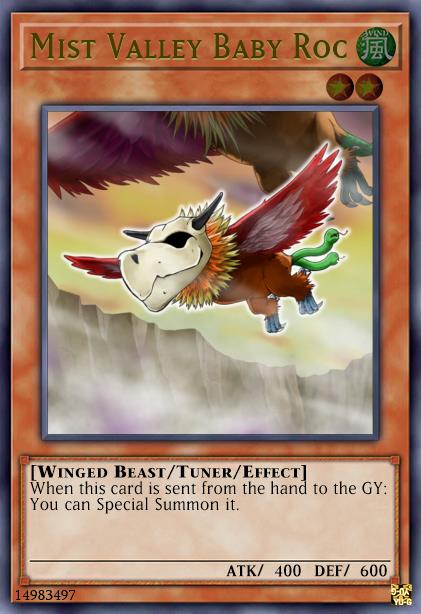 Mist Valley Baby Roc
WIND
風
[Winged Beast/Tuner/Effect]
When this card is sent from the hand to the GY:
You can Special Summon it.
ATK/ 400 DEF/ 600
14983497